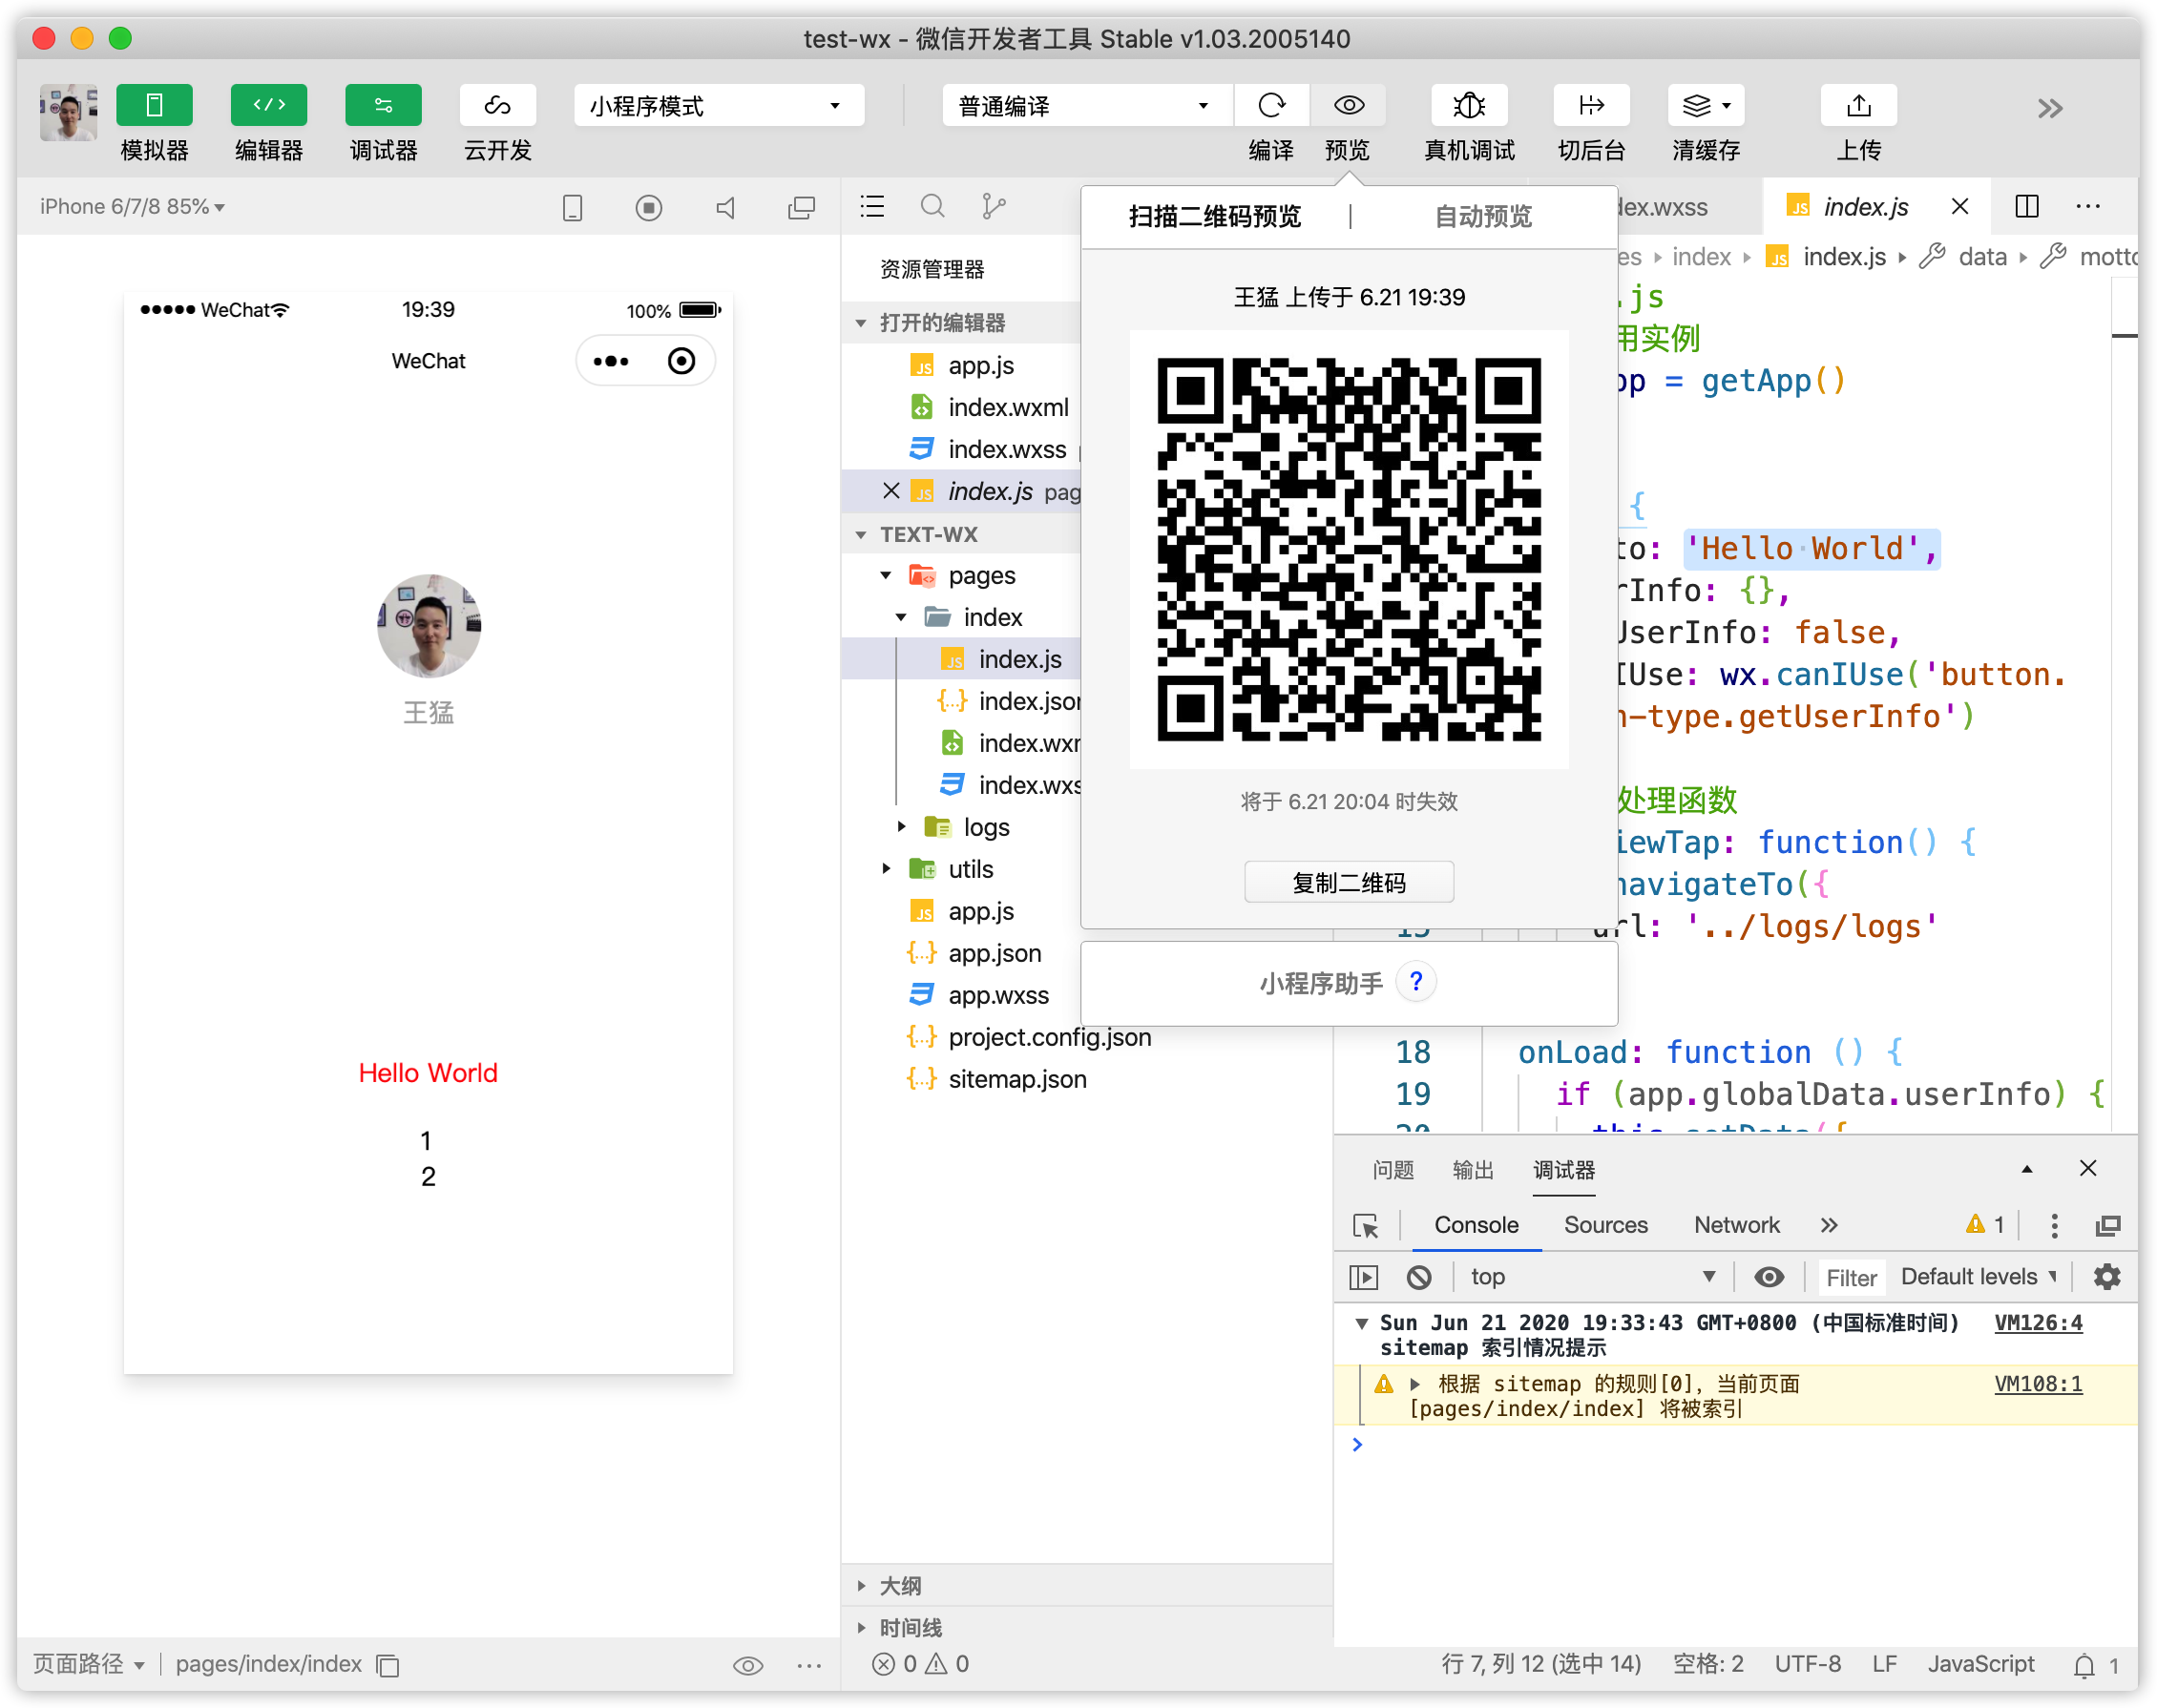 test-wx - 微信开发者工具 Stable v1.03.2005140
模拟器 编辑器 调试器 云开发 小程序模式 普通编译 编译 预览 真机调试 切后台 清缓存 上传
iPhone 6/7/8 85%
WeChat 19:39 100%
WeChat
王猛
Hello World
1
2
页面路径 pages/index/index
资源管理器
打开的编辑器
app.js
index.wxml
index.wxss
index.js pag
TEXT-WX
pages
index
index.js
index.json
index.wxm
index.wxs
logs
utils
app.js
app.json
app.wxss
project.config.json
sitemap.json
大纲
时间线
0 0
扫描二维码预览 | 自动预览
王猛 上传于 6.21 19:39
将于 6.21 20:04 时失效
复制二维码
小程序助手 ?
dex.wxss index.js
es index index.js data motto
.js
用实例
pp = getApp()
{
to: 'Hello World',
rInfo: {},
UserInfo: false,
IUse: wx.canIUse('button.
n-type.getUserInfo')
处理函数
iewTap: function() {
navigateTo({
15 url: '../logs/logs'
18 onLoad: function () {
19 if (app.globalData.userInfo) {
20 this.setData({
问题 输出 调试器
Console Sources Network 1
top Filter Default levels
Sun Jun 21 2020 19:33:43 GMT+0800 (中国标准时间) VM126:4
sitemap 索引情况提示
根据 sitemap 的规则[0]，当前页面 VM108:1
[pages/index/index] 将被索引
行 7, 列 12 (选中 14) 空格: 2 UTF-8 LF JavaScript 1